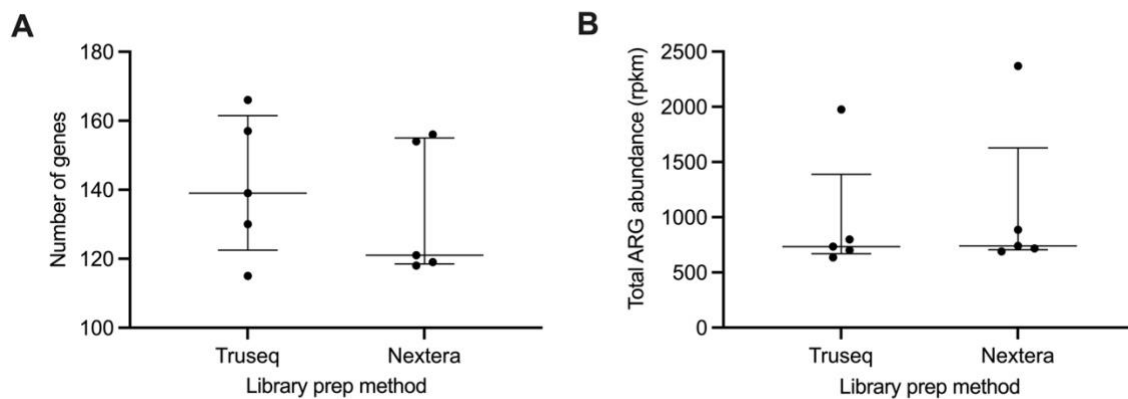 A
Number of genes
180
160
140
120
100
Truseq
Nextera
Library prep method
B
Total ARG abundance (rpkm)
2500
2000
1500
1000
500
0
Truseq
Nextera
Library prep method